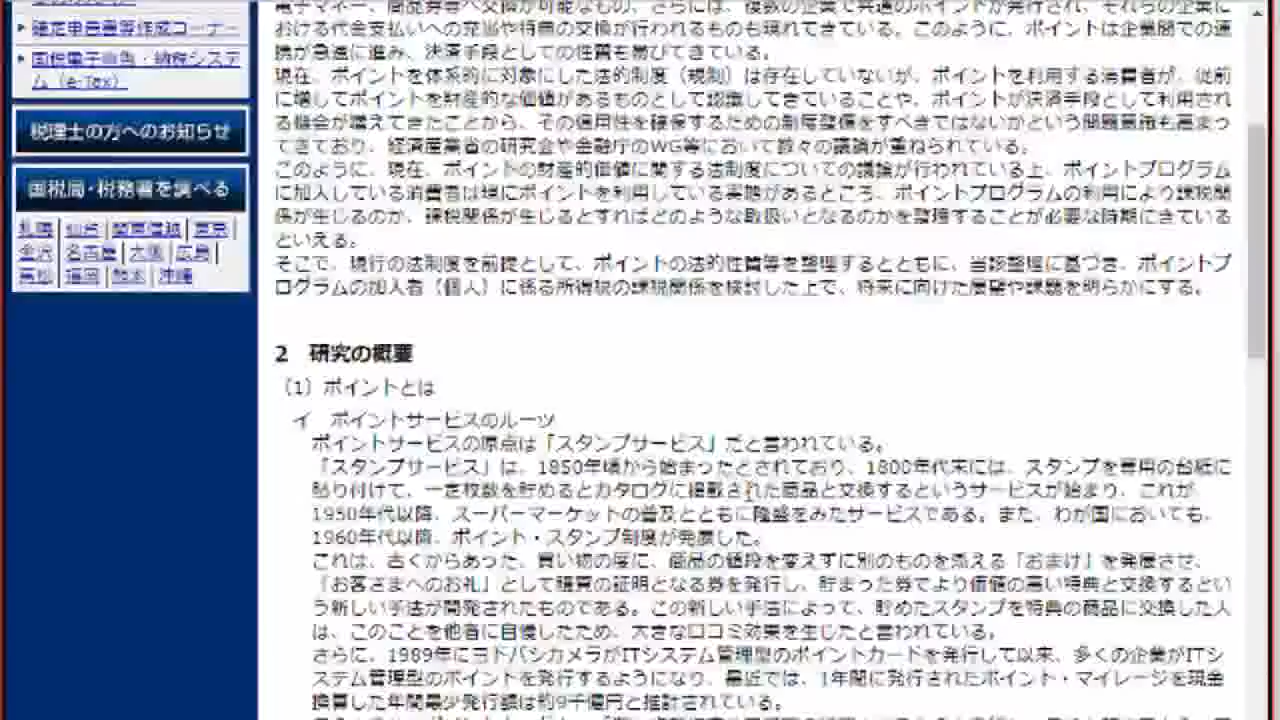 確定申告書等作成コーナー
国税電子申告・納税システ
ム（e-Tax）
税理士の方へのお知らせ
国税局・税務署を調べる
札幌｜仙台｜関東信越｜東京｜
金沢｜名古屋｜大阪｜広島｜
高松｜福岡｜熊本｜沖縄
電子マネー、商品券等へ交換が可能なもの、さらには、複数の企業で共通のポイントが発行され、それらの企業に
おける代金支払いへの充当や特典の交換が行われるものも現れてきている。このように、ポイントは企業間での連
携が急速に進み、決済手段としての性質も帯びてきている。
現在、ポイントを体系的に対象にした法的制度（規制）は存在していないが、ポイントを利用する消費者が、従前
に増してポイントを財産的な価値があるものとして認識してきていることや、ポイントが決済手段として利用され
る機会が増えてきたことから、その信用性を確保するための制度整備をすべきではないかという問題意識も高まっ
てきており、経済産業省の研究会や金融庁のWG等において数々の議論が重ねられている。
このように、現在、ポイントの財産的価値に関する法制度についての議論が行われている上、ポイントプログラム
に加入している消費者は現にポイントを利用している実態があるところ、ポイントプログラムの利用により課税関
係が生じるのか、課税関係が生じるとすればどのような取扱いとなるのかを整理することが必要な時期にきている
といえる。
そこで、現行の法制度を前提として、ポイントの法的性質等を整理するとともに、当該整理に基づき、ポイントプ
ログラムの加入者（個人）に係る所得税の課税関係を検討した上で、将来に向けた展望や課題を明らかにする。
2　研究の概要
（1）ポイントとは
イ　ポイントサービスのルーツ
ポイントサービスの原点は「スタンプサービス」だと言われている。
「スタンプサービス」は、1850年頃から始まったとされており、1800年代末には、スタンプを専用の台紙に
貼り付けて、一定枚数を貯めるとカタログに掲載された商品と交換するというサービスが始まり、これが
1930年代以降、スーパーマーケットの普及とともに隆盛をみたサービスである。また、わが国においても、
1960年代以降、ポイント・スタンプ制度が発展した。
これは、古くからあった、買い物の度に、商品の値段を変えずに別のものを添える「おまけ」を発展させ、
「お客さまへのお礼」として購買の証明となる券を発行し、貯まった券でより価値の高い特典と交換するとい
う新しい手法が開発されたものである。この新しい手法によって、貯めたスタンプを特典の商品に交換した人
は、このことを他者に自慢したため、大きな口コミ効果を生じたと言われている。
さらに、1989年にヨドバシカメラがITシステム管理型のポイントカードを発行して以来、多くの企業がITシ
ステム管理型のポイントを発行するようになり、最近では、1年間に発行されたポイント・マイレージを現金
換算した年間最少発行額は約9千億円と推計されている。